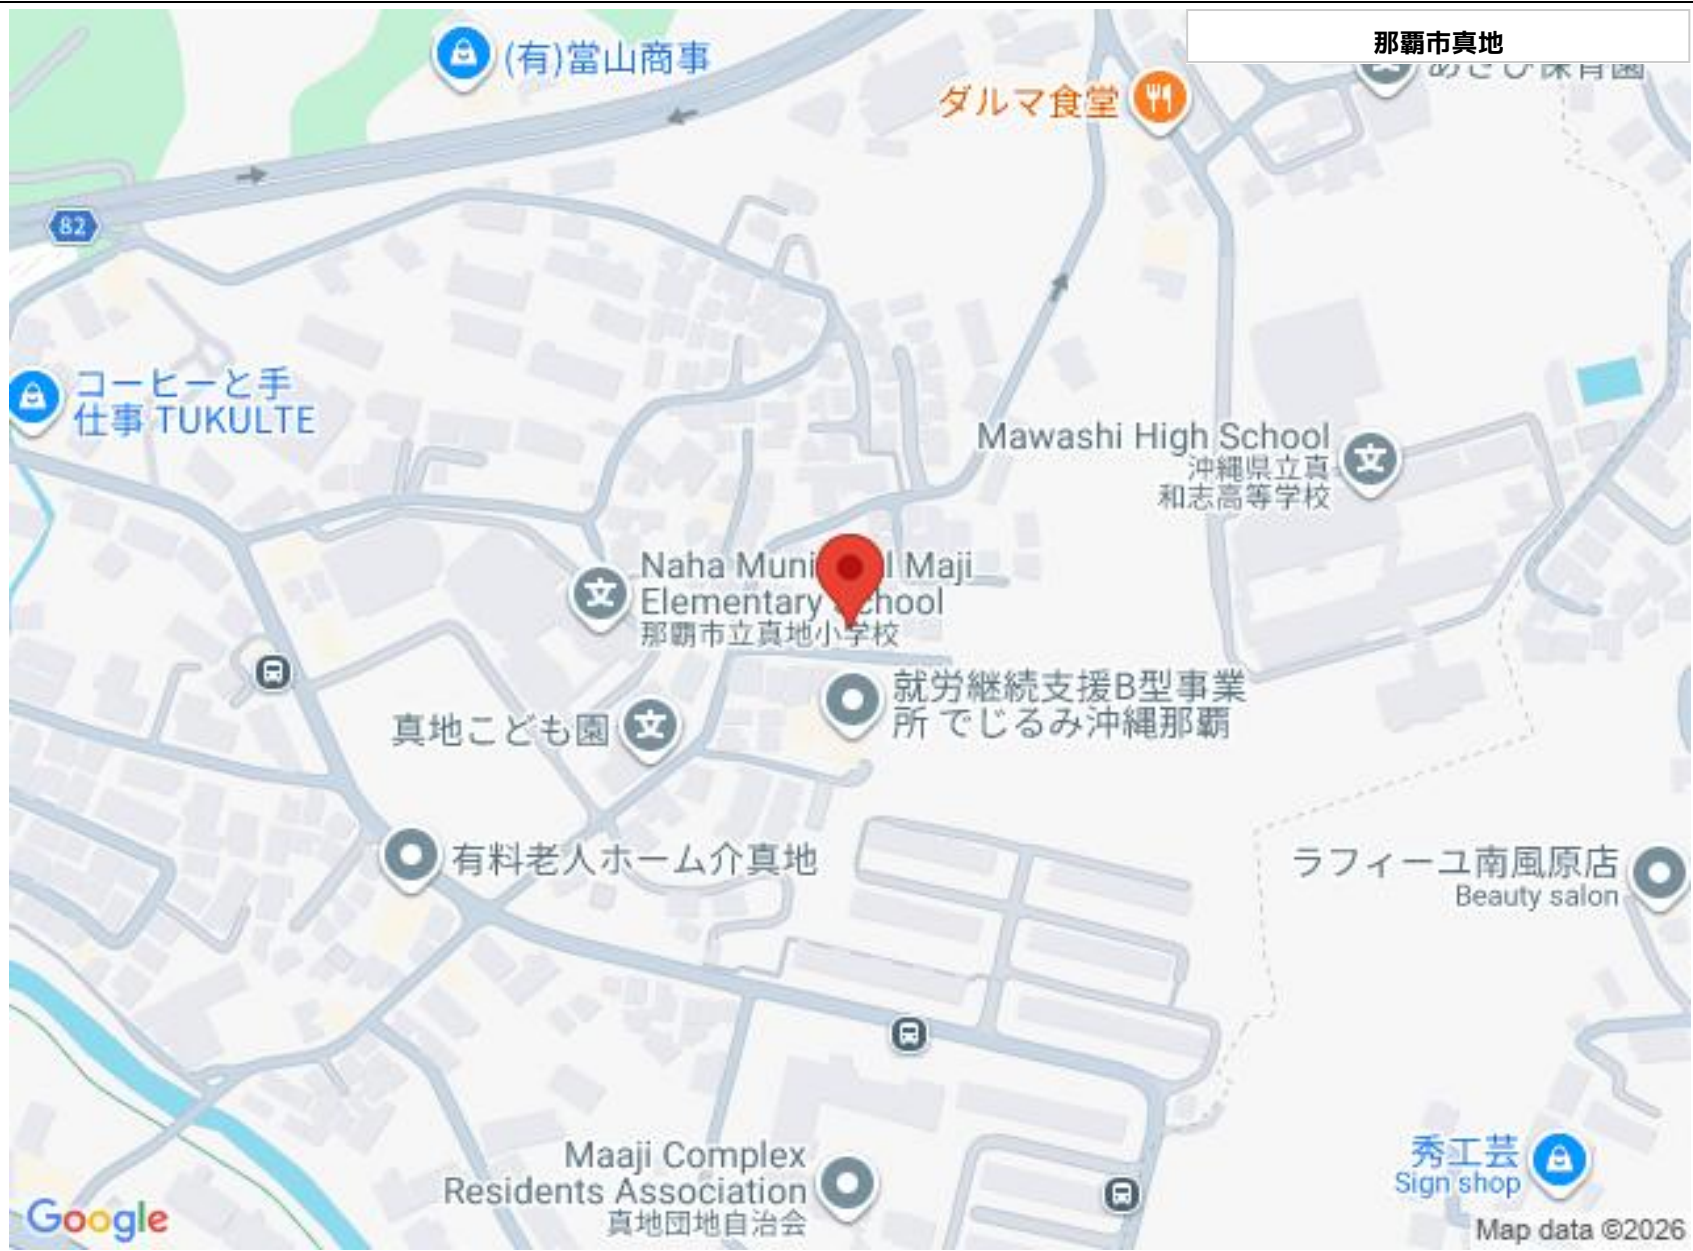 那覇市真地
(有)當山商事
ダルマ食堂
82
コーヒーと手
仕事 TUKULTE
Mawashi High School
沖縄県立真
和志高等学校
Elementary
那覇市立真地小学校
就労継続支援B型事業
所 でじるみ沖縄那覇
真地こども園
有料老人ホーム介真地
ラフィーユ南風原店
Beauty salon
Maaji Complex
Residents Association
真地団地自治会
秀工芸
Sign shop
Google
Map data ©2026